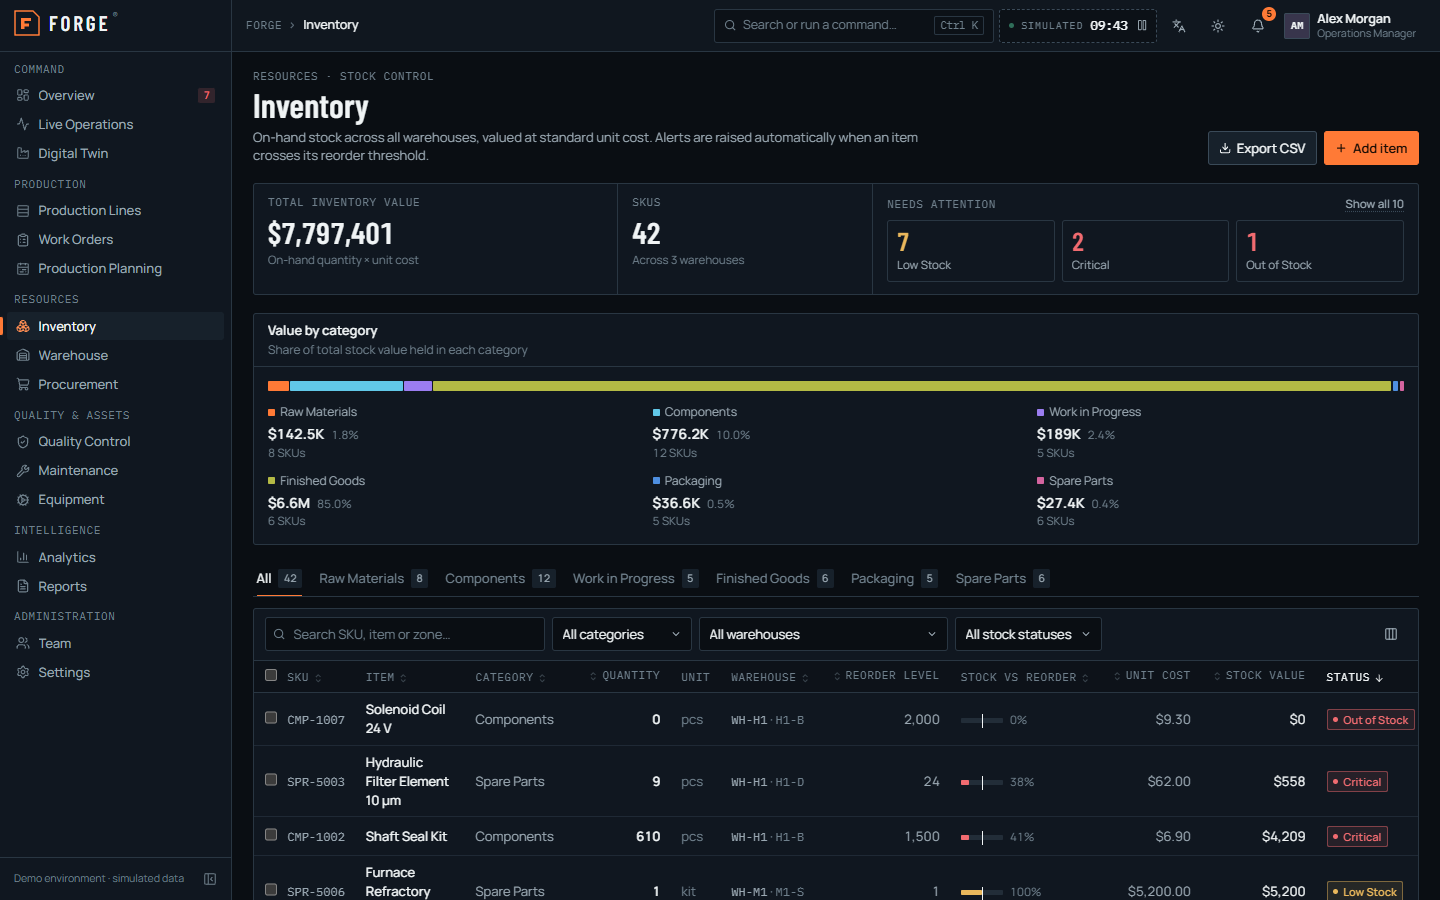 FORGE
FORGE > Inventory
Search or run a command...
Ctrl K
SIMULATED 09:43
5
AM
Alex Morgan
Operations Manager
COMMAND
Overview 7
Live Operations
Digital Twin
PRODUCTION
Production Lines
Work Orders
Production Planning
RESOURCES
Inventory
Warehouse
Procurement
QUALITY & ASSETS
Quality Control
Maintenance
Equipment
INTELLIGENCE
Analytics
Reports
ADMINISTRATION
Team
Settings
Demo environment · simulated data
RESOURCES · STOCK CONTROL
Inventory
On-hand stock across all warehouses, valued at standard unit cost. Alerts are raised automatically when an item
crosses its reorder threshold.
Export CSV
+ Add item
TOTAL INVENTORY VALUE
$7,797,401
On-hand quantity × unit cost
SKUS
42
Across 3 warehouses
NEEDS ATTENTION
Show all 10
7
Low Stock
2
Critical
1
Out of Stock
Value by category
Share of total stock value held in each category
Raw Materials
$142.5K 1.8%
8 SKUs
Components
$776.2K 10.0%
12 SKUs
Work in Progress
$189K 2.4%
5 SKUs
Finished Goods
$6.6M 85.0%
6 SKUs
Packaging
$36.6K 0.5%
5 SKUs
Spare Parts
$27.4K 0.4%
6 SKUs
All 42 Raw Materials 8 Components 12 Work in Progress 5 Finished Goods 6 Packaging 5 Spare Parts 6
Search SKU, item or zone...
All categories
All warehouses
All stock statuses
SKU ITEM CATEGORY QUANTITY UNIT WAREHOUSE REORDER LEVEL STOCK VS REORDER UNIT COST STOCK VALUE STATUS ↓
CMP-1007 Solenoid Coil 24 V Components 0 pcs WH-H1 · H1-B 2,000 0% $9.30 $0 Out of Stock
SPR-5003 Hydraulic Filter Element 10 µm Spare Parts 9 pcs WH-H1 · H1-D 24 38% $62.00 $558 Critical
CMP-1002 Shaft Seal Kit Components 610 pcs WH-H1 · H1-B 1,500 41% $6.90 $4,209 Critical
SPR-5006 Furnace Refractory Spare Parts 1 kit WH-M1 · M1-S 1 100% $5,200.00 $5,200 Low Stock